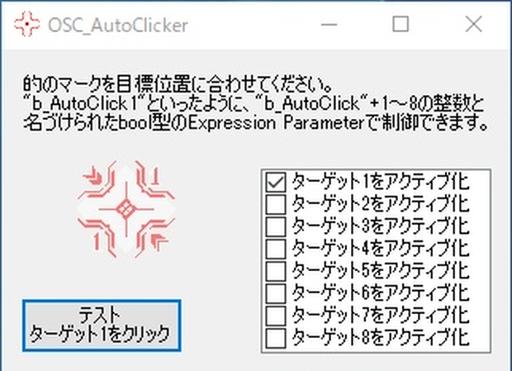 OSC_AutoClicker
的のマークを目標位置に合わせてください。
"b_AutoClick1"といったように、"b_AutoClick"+1～8の整数と
名づけられたbool型のExpression Parameterで制御できます。
1
1
ターゲット1をアクティブ化
ターゲット2をアクティブ化
ターゲット3をアクティブ化
ターゲット4をアクティブ化
ターゲット5をアクティブ化
ターゲット6をアクティブ化
ターゲット7をアクティブ化
ターゲット8をアクティブ化
テスト
ターゲット1をクリック